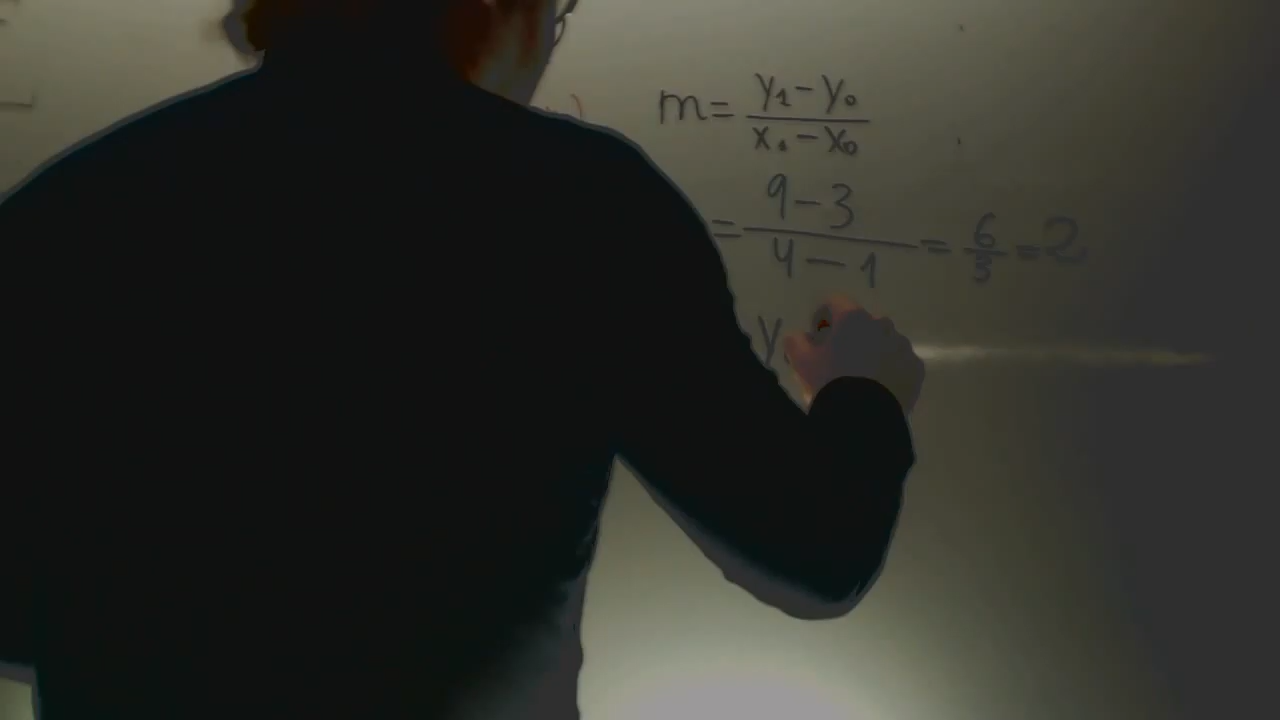 m = (y₁ - y₀) / (x₁ - x₀)
= (9 - 3) / (4 - 1) = 6/3 = 2
y